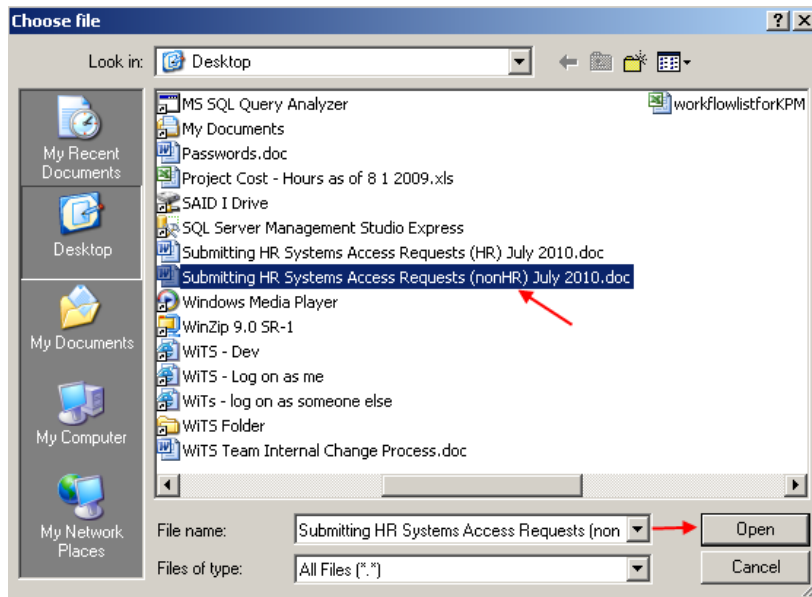 Choose file
Look in:
Desktop
My Recent
Documents
Desktop
My Documents
My Computer
My Network
Places
MS SQL Query Analyzer
My Documents
Passwords.doc
Project Cost - Hours as of 8 1 2009.xls
SAID I Drive
SQL Server Management Studio Express
Submitting HR Systems Access Requests (HR) July 2010.doc
Submitting HR Systems Access Requests (nonHR) July 2010.doc
Windows Media Player
WinZip 9.0 SR-1
WiTS - Dev
WiTS - Log on as me
WiTs - log on as someone else
WiTS Folder
WiTS Team Internal Change Process.doc
workflowlistforKPM
File name:
Submitting HR Systems Access Requests (non
Open
Files of type:
All Files (*.*)
Cancel